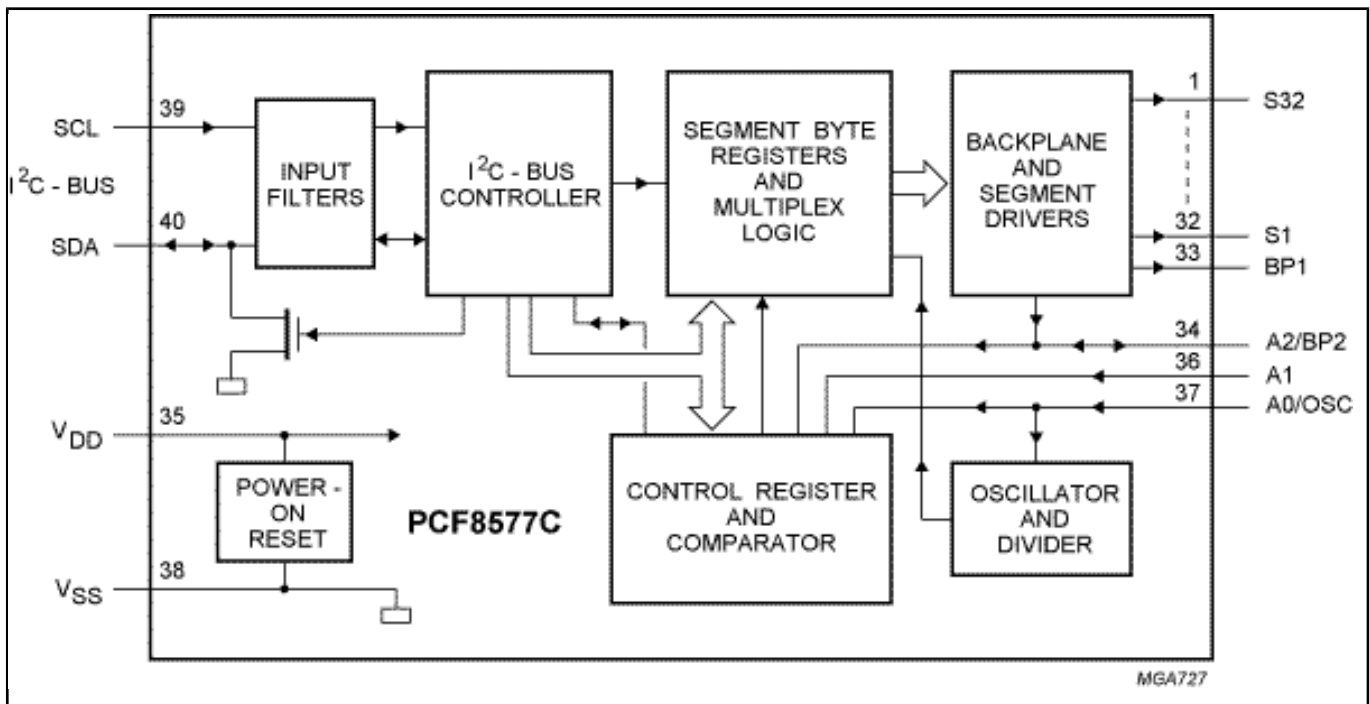 39
SCL
I²C - BUS
40
SDA
35
VDD
38
VSS
INPUT
FILTERS
I²C - BUS
CONTROLLER
SEGMENT BYTE
REGISTERS
AND
MULTIPLEX
LOGIC
BACKPLANE
AND
SEGMENT
DRIVERS
1
S32
32
S1
33
BP1
34
A2/BP2
36
A1
37
A0/OSC
POWER -
ON
RESET
PCF8577C
CONTROL REGISTER
AND
COMPARATOR
OSCILLATOR
AND
DIVIDER
MGA727